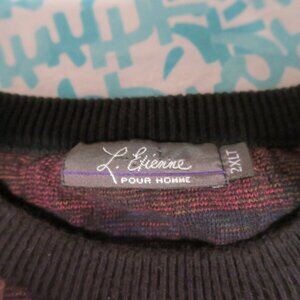 L. Etienne
POUR HOMME
2XLT